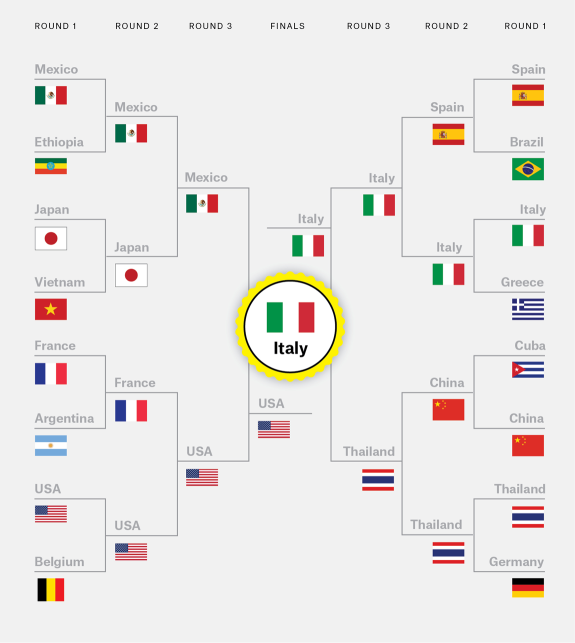 ROUND 1
ROUND 2
ROUND 3
FINALS
ROUND 3
ROUND 2
ROUND 1
Mexico
Ethiopia
Japan
Vietnam
France
Argentina
USA
Belgium
Mexico
Japan
France
USA
Mexico
USA
Italy
Italy
USA
Italy
Thailand
Spain
Italy
China
Thailand
Spain
Brazil
Italy
Greece
Cuba
China
Thailand
Germany